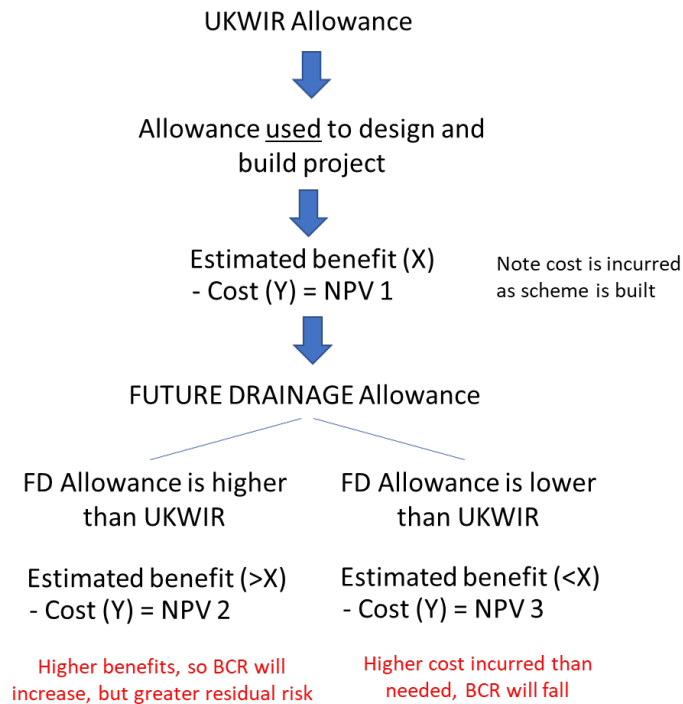 UKWIR Allowance
Allowance used to design and
build project
Estimated benefit (X)
- Cost (Y) = NPV 1
Note cost is incurred
as scheme is built
FUTURE DRAINAGE Allowance
FD Allowance is higher
than UKWIR
Estimated benefit (>X)
- Cost (Y) = NPV 2
Higher benefits, so BCR will
increase, but greater residual risk
FD Allowance is lower
than UKWIR
Estimated benefit (<X)
- Cost (Y) = NPV 3
Higher cost incurred than
needed, BCR will fall